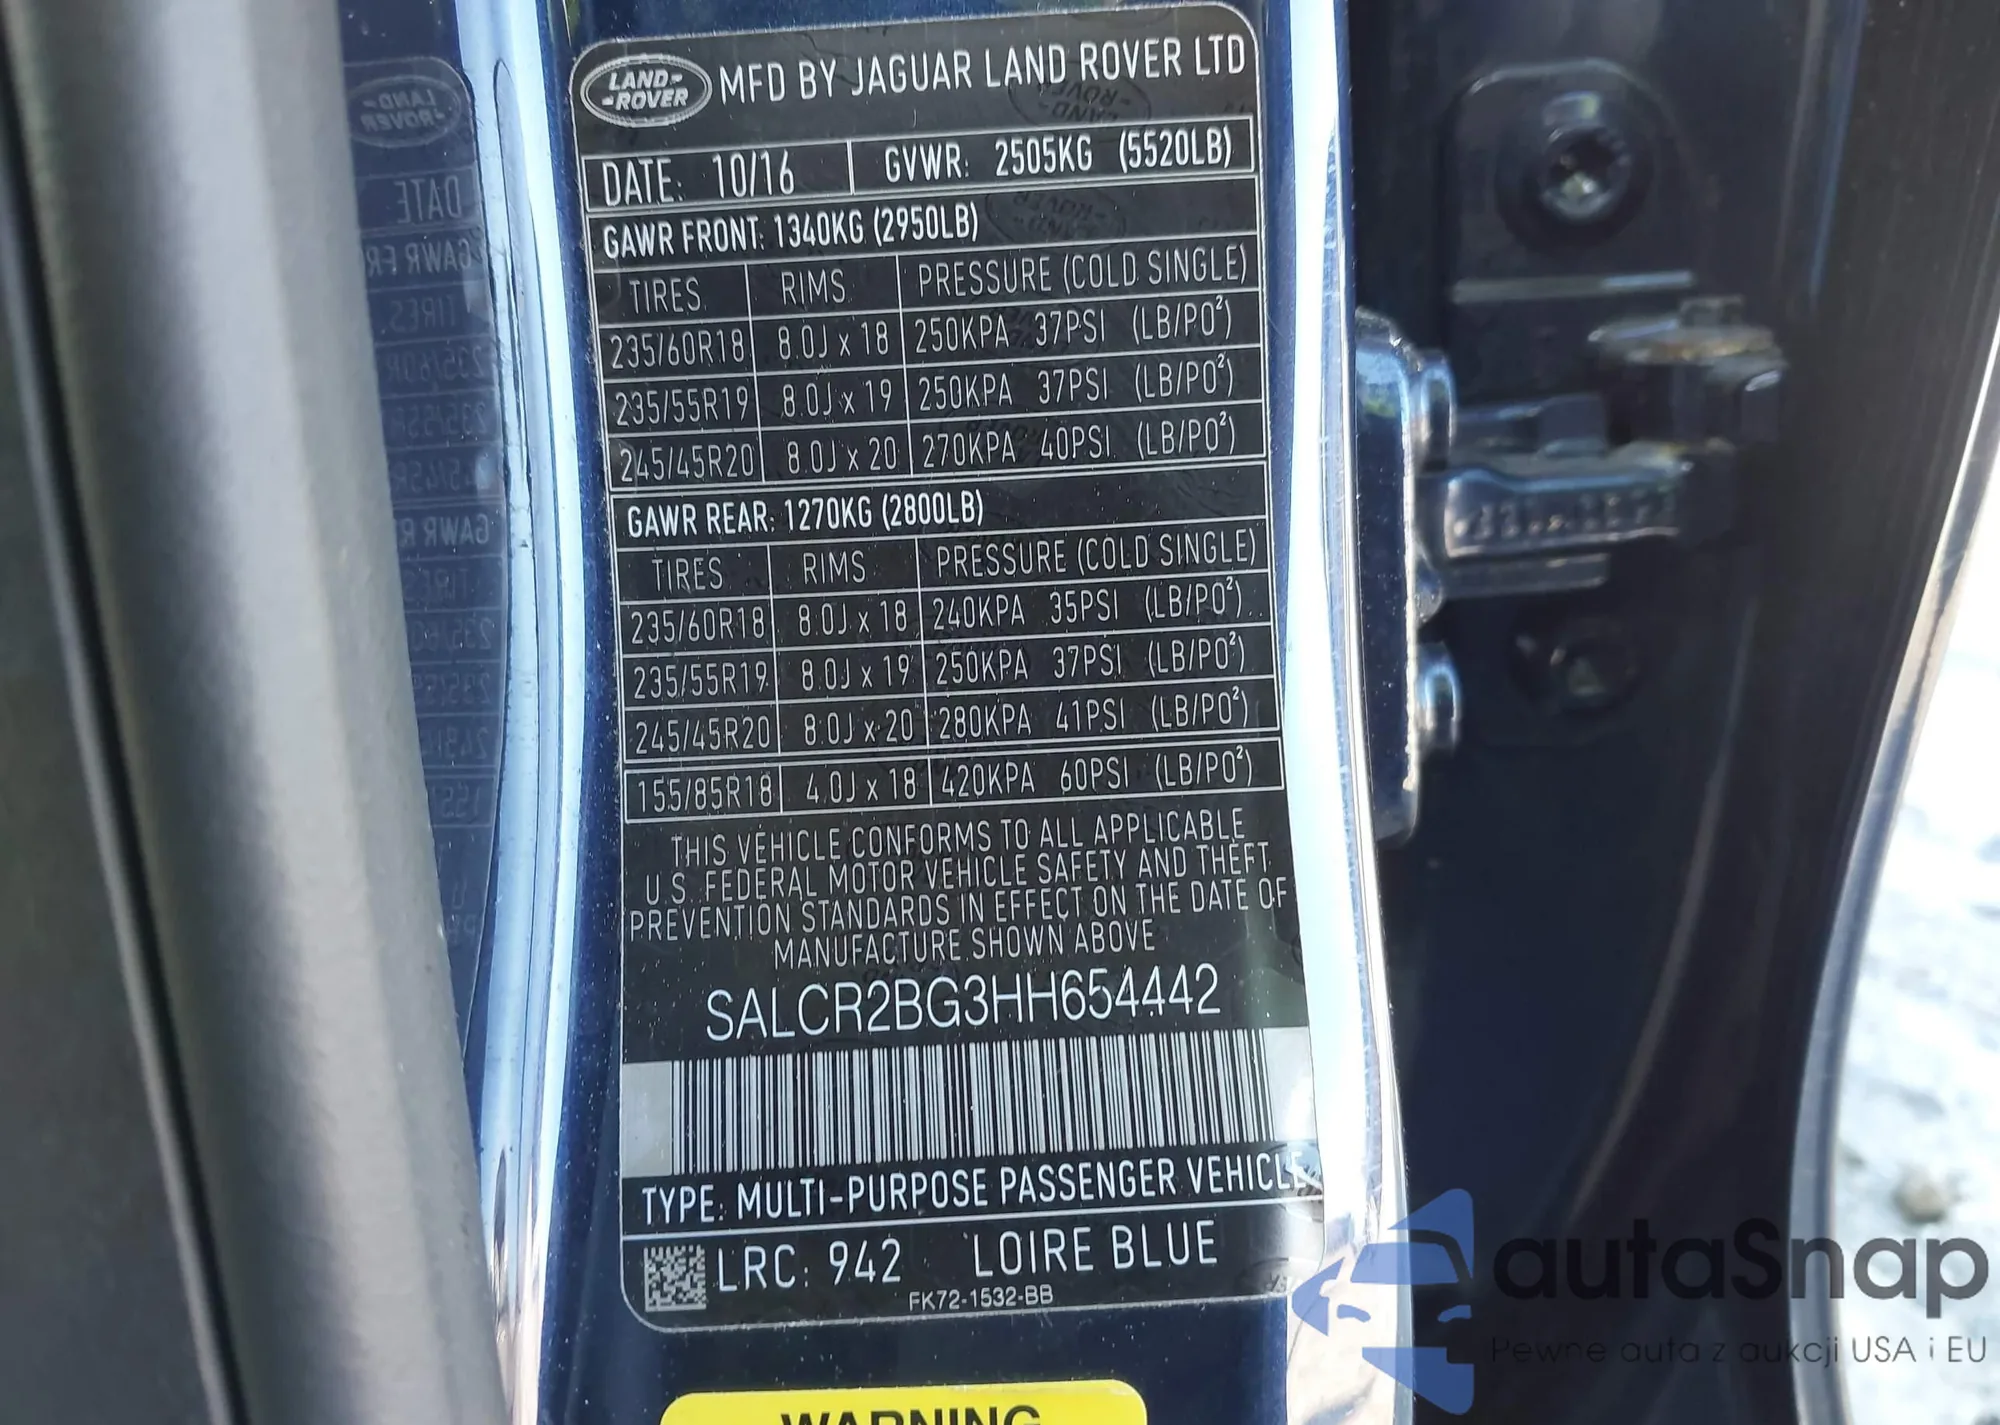 LAND-
-ROVER
MFD BY JAGUAR LAND ROVER LTD
DATE: 10/16 GVWR: 2505KG (5520LB)
GAWR FRONT: 1340KG (2950LB)
TIRES RIMS PRESSURE (COLD SINGLE)
235/60R18 8.0J x 18 250KPA 37PSI (LB/PO²)
235/55R19 8.0J x 19 250KPA 37PSI (LB/PO²)
245/45R20 8.0J x 20 270KPA 40PSI (LB/PO²)
GAWR REAR: 1270KG (2800LB)
TIRES RIMS PRESSURE (COLD SINGLE)
235/60R18 8.0J x 18 240KPA 35PSI (LB/PO²)
235/55R19 8.0J x 19 250KPA 37PSI (LB/PO²)
245/45R20 8.0J x 20 280KPA 41PSI (LB/PO²)
155/85R18 4.0J x 18 420KPA 60PSI (LB/PO²)
THIS VEHICLE CONFORMS TO ALL APPLICABLE
U.S. FEDERAL MOTOR VEHICLE SAFETY AND THEFT
PREVENTION STANDARDS IN EFFECT ON THE DATE OF
MANUFACTURE SHOWN ABOVE
SALCR2BG3HH654442
TYPE: MULTI-PURPOSE PASSENGER VEHICLE
LRC: 942 LOIRE BLUE
FK72-1532-BB
WARNING
autaSnap
Pewne auta z aukcji USA i EU